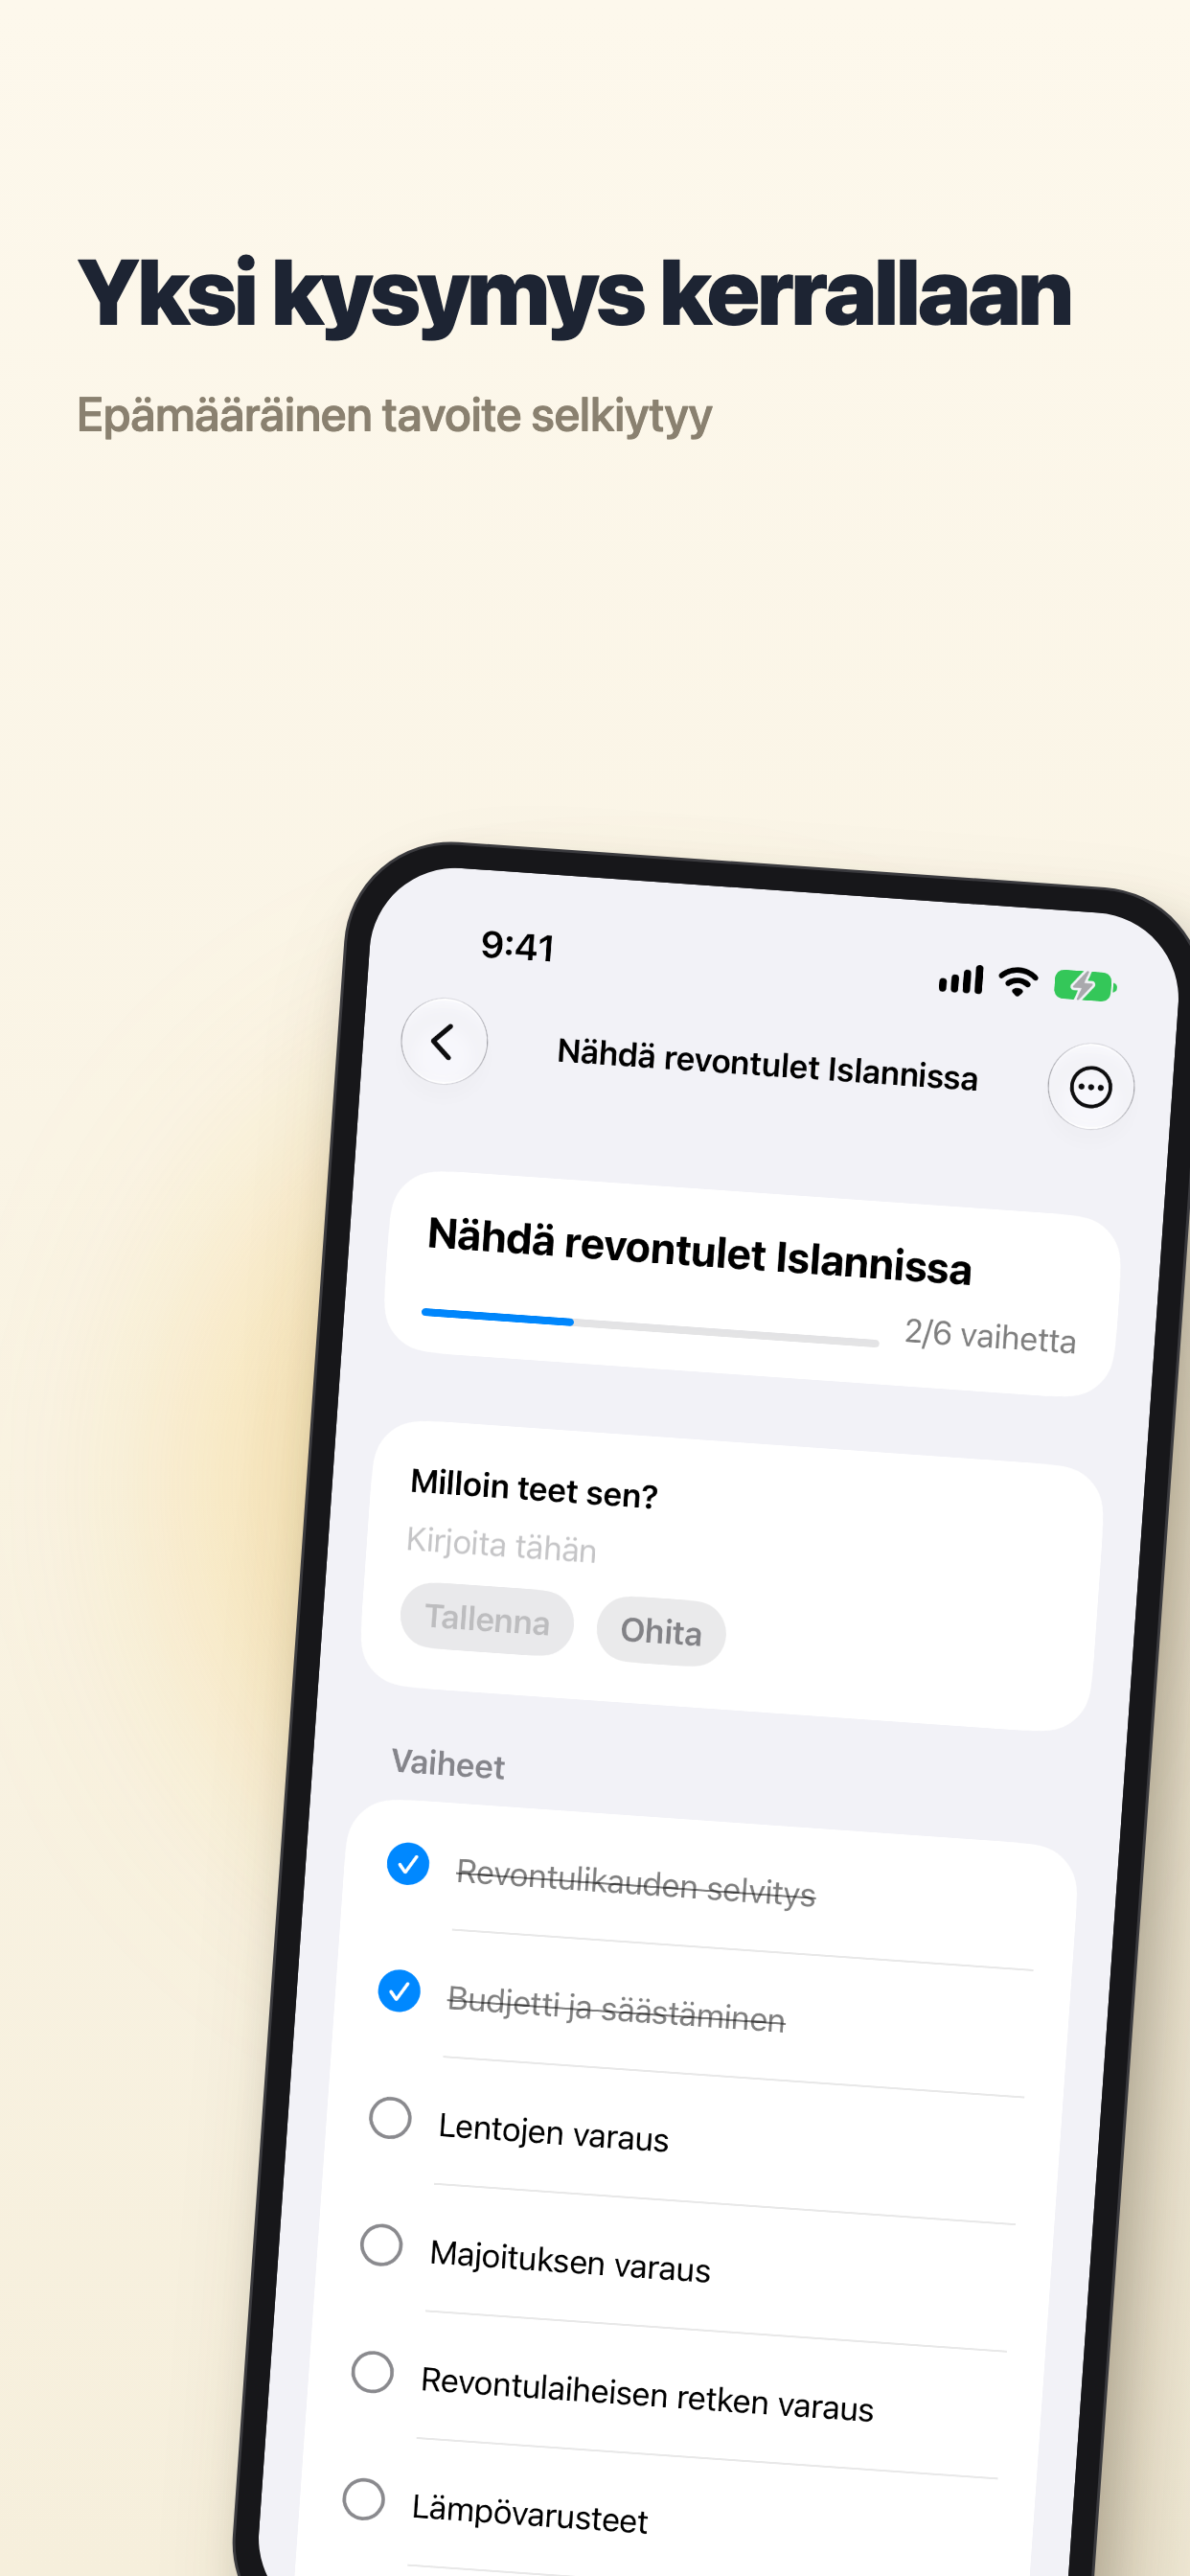 Yksi kysymys kerrallaan
Epämääräinen tavoite selkiytyy
9:41
Nähdä revontulet Islannissa
Nähdä revontulet Islannissa
2/6 vaihetta
Milloin teet sen?
Kirjoita tähän
Tallenna Ohita
Vaiheet
Revontulikauden selvitys
Budjetti ja säästäminen
Lentojen varaus
Majoituksen varaus
Revontulaiheisen retken varaus
Lämpövarusteet